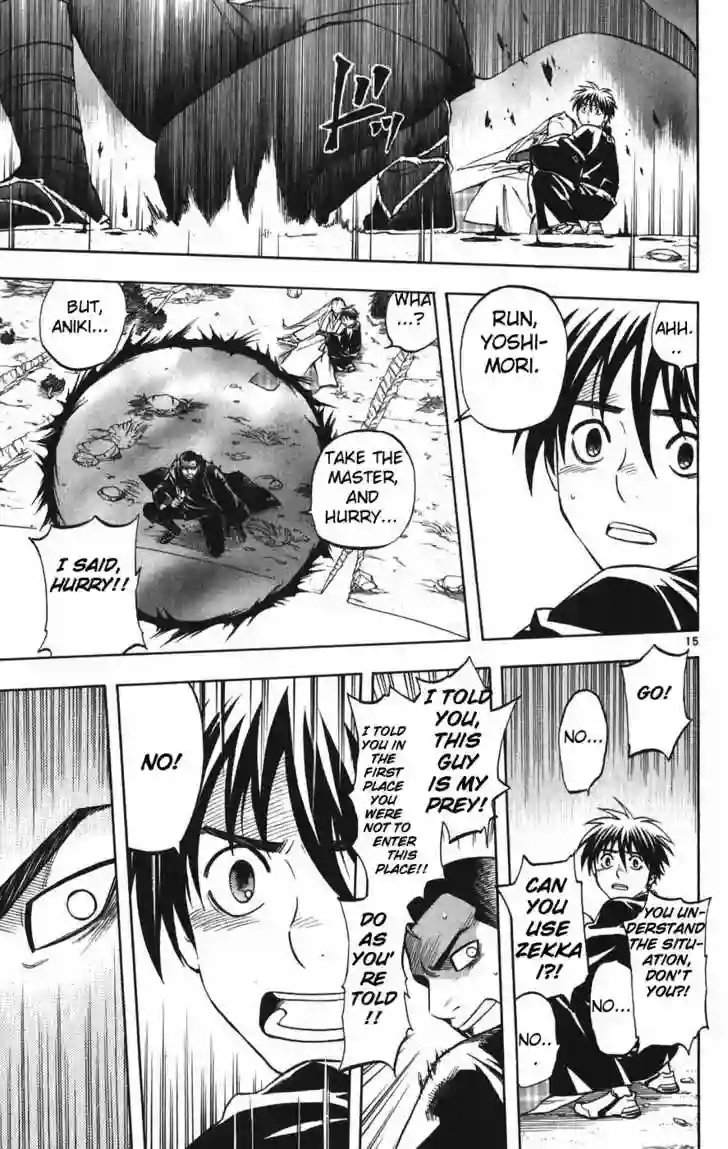 ドドッ
AHH.
..
RUN,
YOSHI-
MORI.
WHA
...?
BUT,
ANIKI...
TAKE THE
MASTER,
AND
HURRY...
I SAID,
HURRY!!
15
GO!
NO...
YOU UN-
DERSTAND
THE SITU-
ATION,
DON'T
YOU?!
NO...
CAN
YOU
USE
ZEKKA
I?!
NO..
I TOLD
YOU,
THIS
GUY
IS MY
PREY!
I TOLD
YOU IN
THE
FIRST
PLACE
YOU
WERE
NOT TO
ENTER
THIS
PLACE!!
DO
AS
YOU'
RE
TOLD
!!
NO!